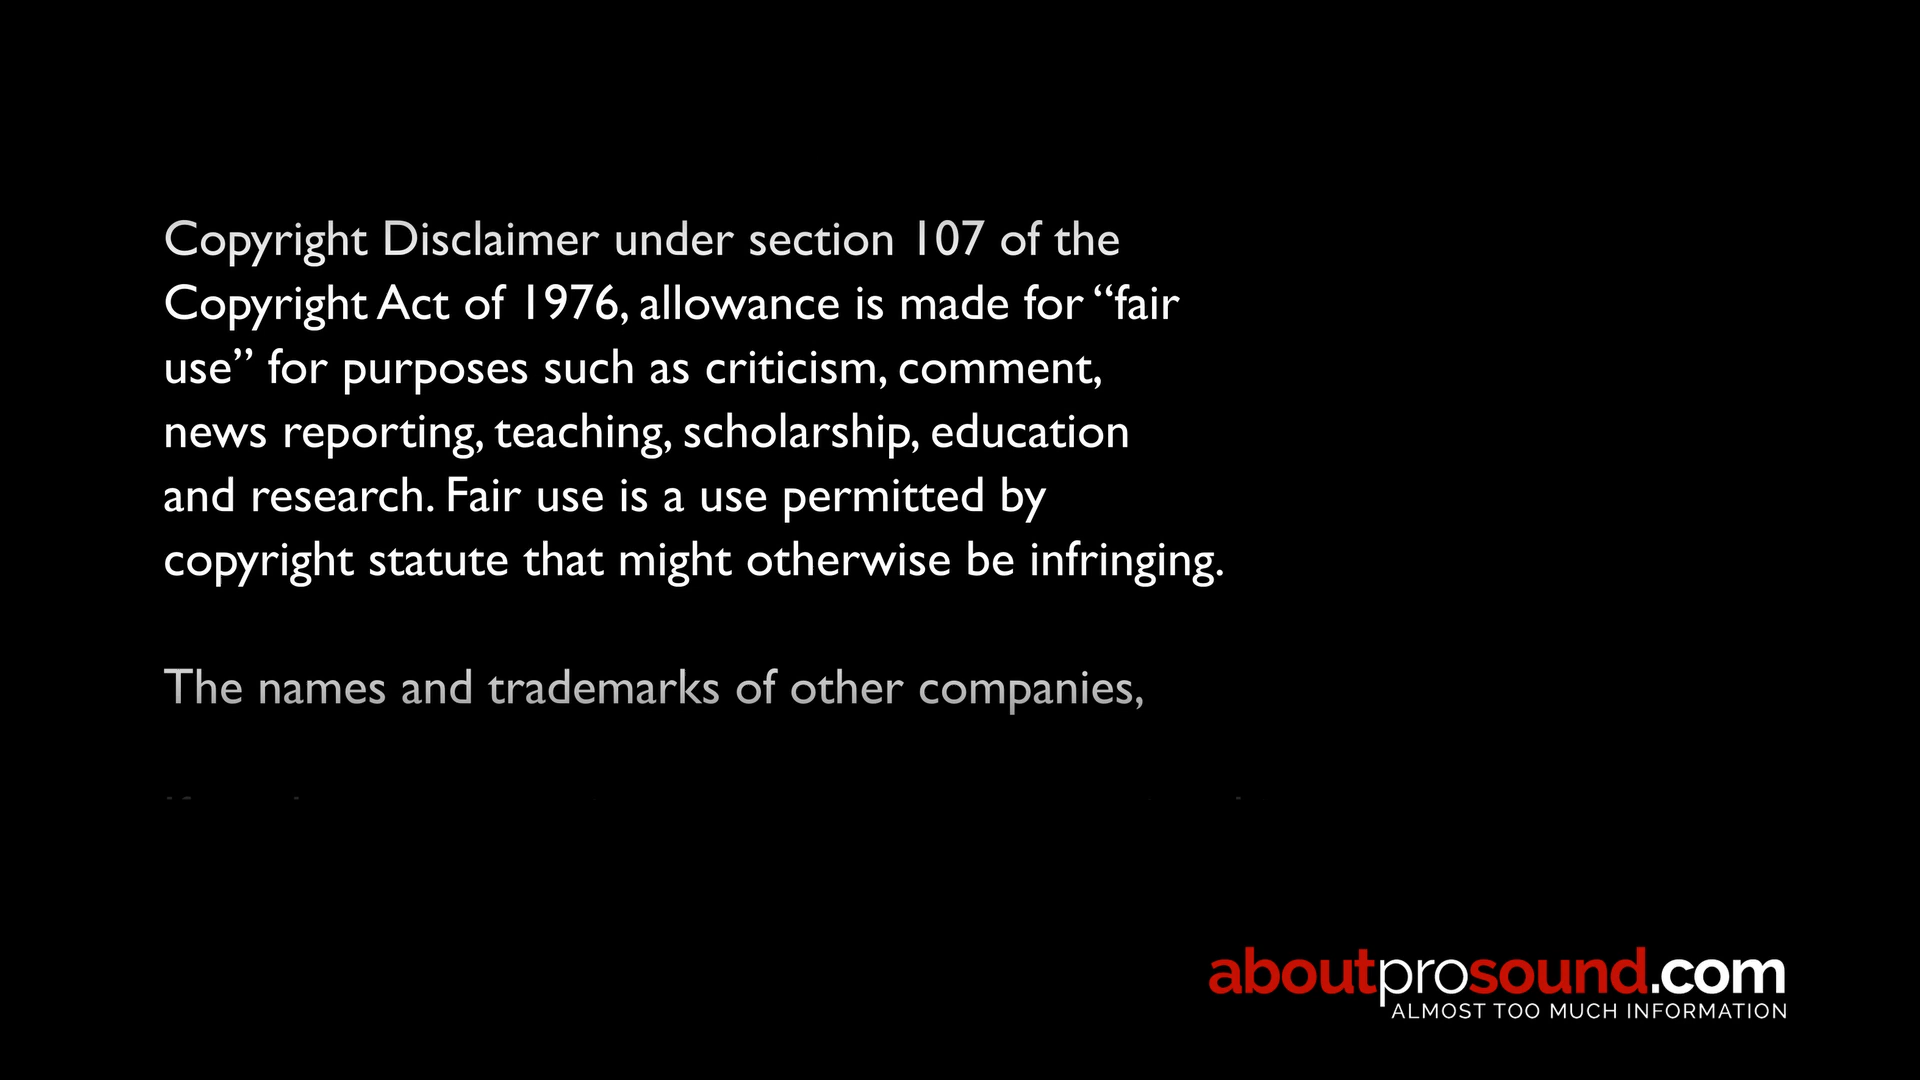 Copyright Disclaimer under section 107 of the
Copyright Act of 1976, allowance is made for “fair
use” for purposes such as criticism, comment,
news reporting, teaching, scholarship, education
and research. Fair use is a use permitted by
copyright statute that might otherwise be infringing.
The names and trademarks of other companies,
aboutprosound.com
ALMOST TOO MUCH INFORMATION